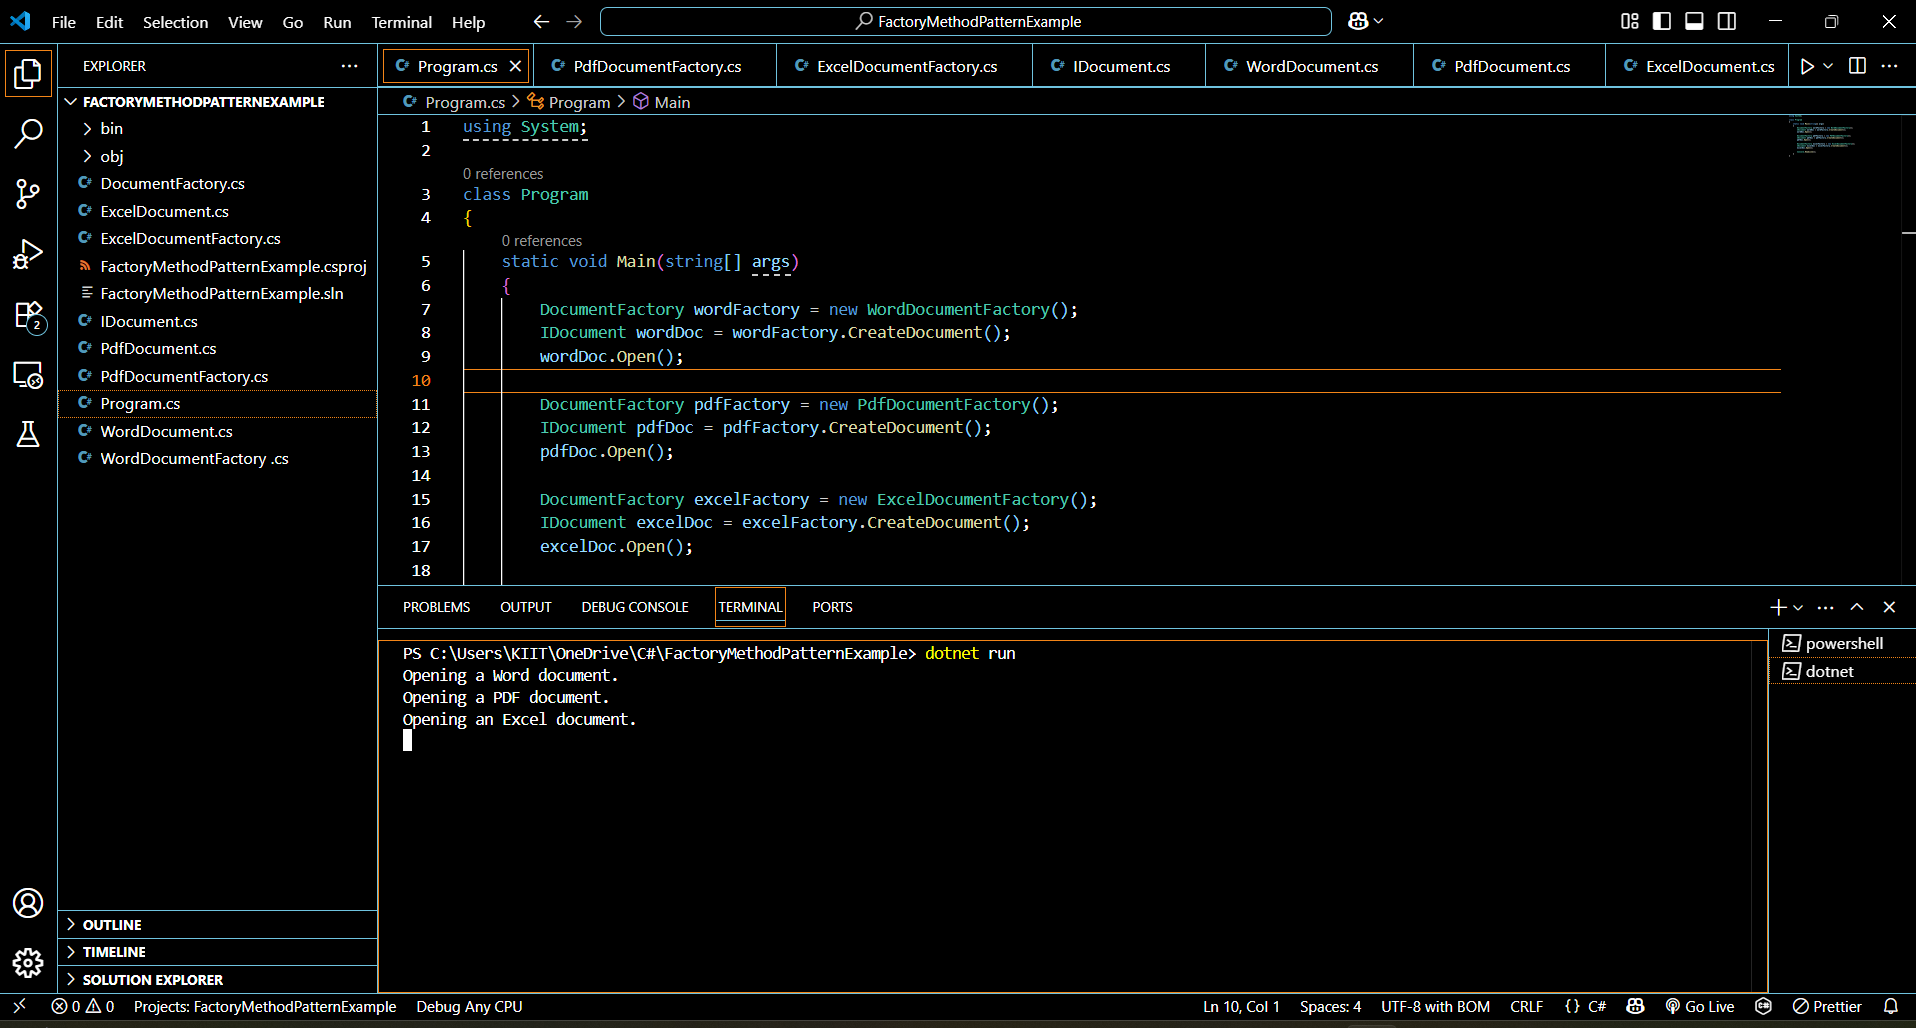 File Edit Selection View Go Run Terminal Help
FactoryMethodPatternExample
EXPLORER
FACTORYMETHODPATTERNEXAMPLE
bin
obj
DocumentFactory.cs
ExcelDocument.cs
ExcelDocumentFactory.cs
FactoryMethodPatternExample.csproj
FactoryMethodPatternExample.sln
IDocument.cs
PdfDocument.cs
PdfDocumentFactory.cs
Program.cs
WordDocument.cs
WordDocumentFactory .cs
2
OUTLINE
TIMELINE
SOLUTION EXPLORER
Program.cs PdfDocumentFactory.cs ExcelDocumentFactory.cs IDocument.cs WordDocument.cs PdfDocument.cs ExcelDocument.cs
Program.cs > Program > Main
1 using System;
2
0 references
3 class Program
4 {
0 references
5 static void Main(string[] args)
6 {
7 DocumentFactory wordFactory = new WordDocumentFactory();
8 IDocument wordDoc = wordFactory.CreateDocument();
9 wordDoc.Open();
10
11 DocumentFactory pdfFactory = new PdfDocumentFactory();
12 IDocument pdfDoc = pdfFactory.CreateDocument();
13 pdfDoc.Open();
14
15 DocumentFactory excelFactory = new ExcelDocumentFactory();
16 IDocument excelDoc = excelFactory.CreateDocument();
17 excelDoc.Open();
18
PROBLEMS OUTPUT DEBUG CONSOLE TERMINAL PORTS
PS C:\Users\KIIT\OneDrive\C#\FactoryMethodPatternExample> dotnet run
Opening a Word document.
Opening a PDF document.
Opening an Excel document.
powershell
dotnet
0 0 Projects: FactoryMethodPatternExample Debug Any CPU Ln 10, Col 1 Spaces: 4 UTF-8 with BOM CRLF {} C# Go Live Prettier